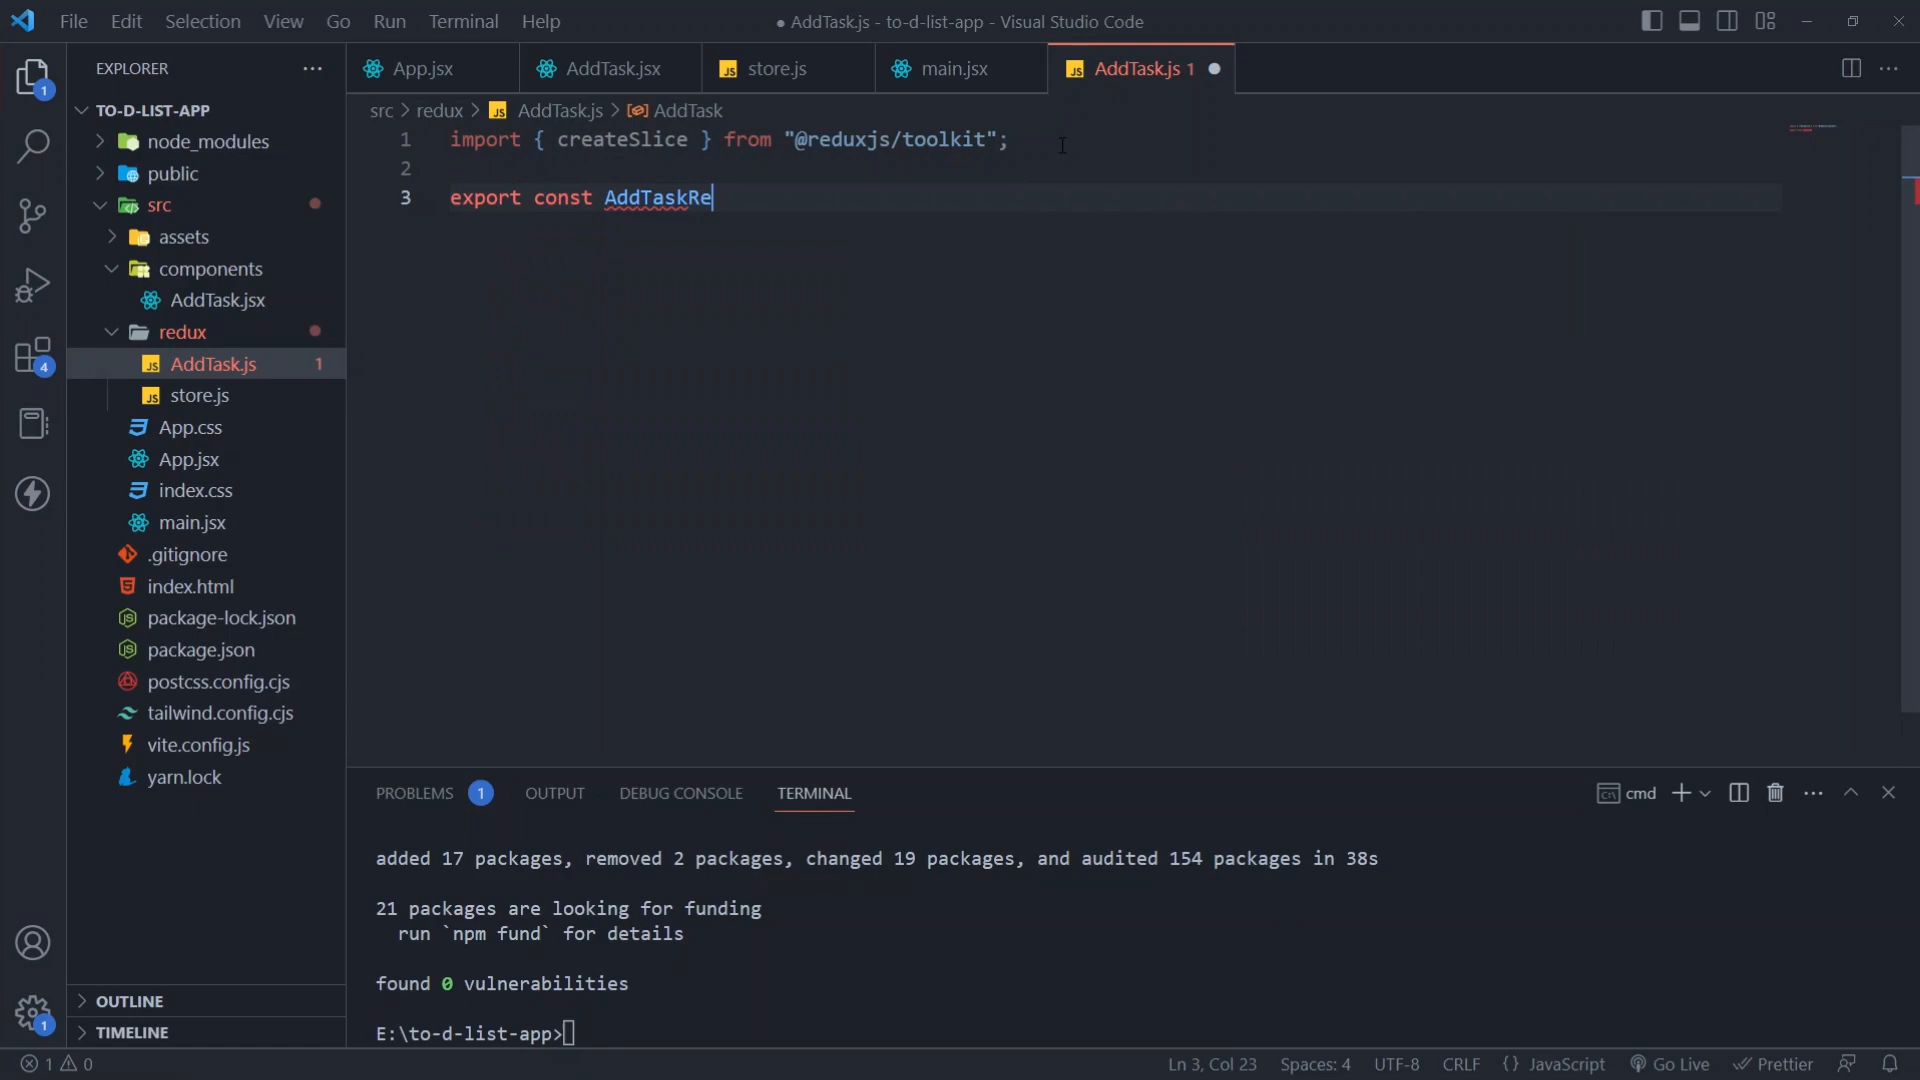 File Edit Selection View Go Run Terminal Help
● AddTask.js - to-d-list-app - Visual Studio Code
EXPLORER
App.jsx
AddTask.jsx
store.js
main.jsx
AddTask.js 1
src > redux > AddTask.js > AddTask
TO-D-LIST-APP
node_modules
public
src
assets
components
AddTask.jsx
redux
AddTask.js 1
store.js
App.css
App.jsx
index.css
main.jsx
.gitignore
index.html
package-lock.json
package.json
postcss.config.cjs
tailwind.config.cjs
vite.config.js
yarn.lock
OUTLINE
TIMELINE
1
4
1
1 import { createSlice } from "@reduxjs/toolkit";
2
3 export const AddTaskRe
PROBLEMS 1 OUTPUT DEBUG CONSOLE TERMINAL
cmd
added 17 packages, removed 2 packages, changed 19 packages, and audited 154 packages in 38s
21 packages are looking for funding
run `npm fund` for details
found 0 vulnerabilities
E:\to-d-list-app>
1 0
Ln 3, Col 23 Spaces: 4 UTF-8 CRLF {} JavaScript Go Live Prettier